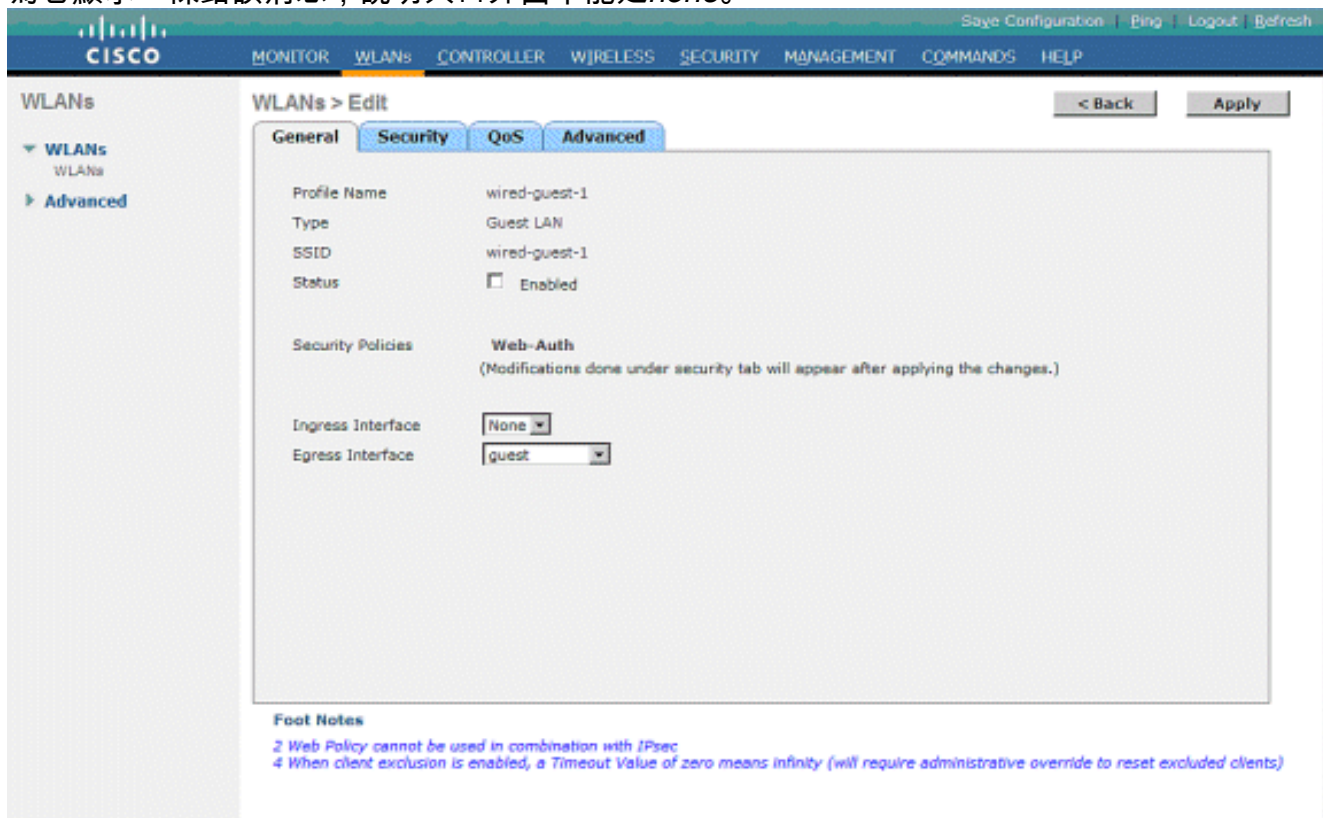 Save Configuration | Ping | Logout | Refresh
CISCO
MONITOR WLANs CONTROLLER WIRELESS SECURITY MANAGEMENT COMMANDS HELP
WLANs
WLANs
WLANs
Advanced
WLANs > Edit
< Back Apply
General Security QoS Advanced
Profile Name wired-guest-1
Type Guest LAN
SSID wired-guest-1
Status Enabled
Security Policies Web-Auth
(Modifications done under security tab will appear after applying the changes.)
Ingress Interface None
Egress Interface guest
Foot Notes
2 Web Policy cannot be used in combination with IPsec
4 When client exclusion is enabled, a Timeout Value of zero means infinity (will require administrative override to reset excluded clients)